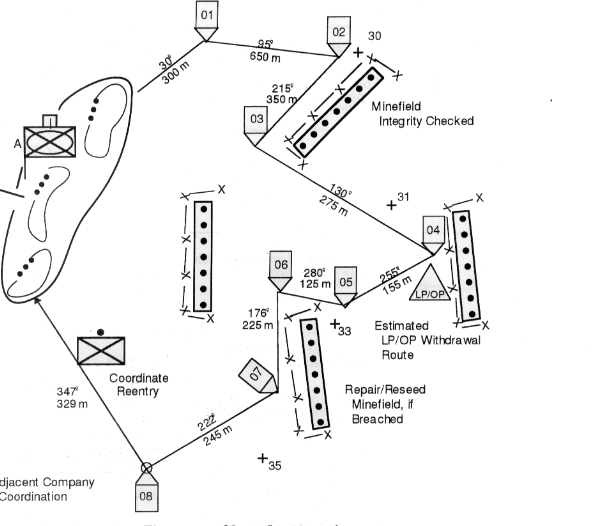 01
02
30
30°
300 m
95°
650 m
215°
350 m
03
Minefield
Integrity Checked
A
130°
275 m
31
04
06
280°
125 m
05
255°
155 m
LP/OP
176°
225 m
33
Estimated
LP/OP Withdrawal
Route
07
Coordinate
Reentry
347°
329 m
Repair/Reseed
Minefield, if
Breached
222°
245 m
35
djacent Company
Coordination
08